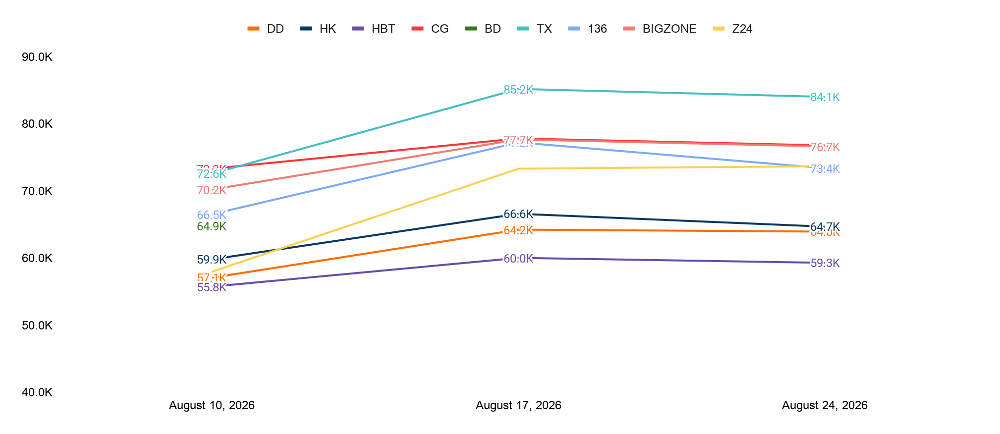 DD HK HBT CG BD TX 136 BIGZONE Z24
90.0K
85.2K
84.1K
80.0K
77.7K
77.2K
76.7K
72.6K
73.4K
70.2K
70.0K
66.5K
66.6K
64.9K
64.2K
64.7K
60.0K
59.9K
60.0K
59.3K
57.1K
55.8K
50.0K
40.0K
August 10, 2026 August 17, 2026 August 24, 2026